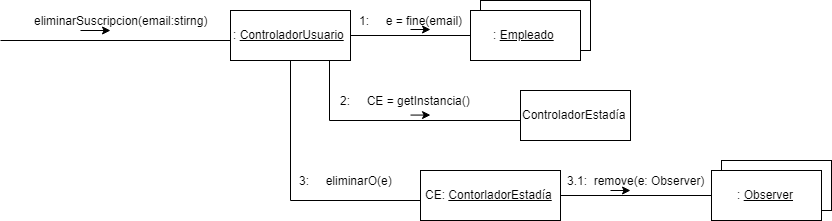 eliminarSuscripcion(email:stirng)
: ControladorUsuario
1: e = fine(email)
: Empleado
2: CE = getInstancia()
ControladorEstadía
3: eliminarO(e)
CE: ContorladorEstadía
3.1: remove(e: Observer)
: Observer